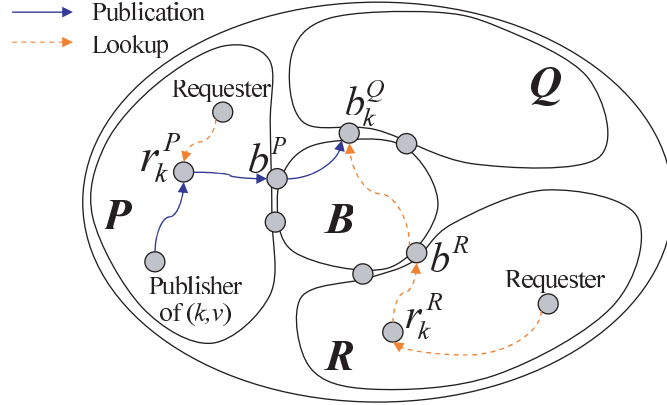 Publication
Lookup
Requester
Q
b_k^Q
r_k^P
b^P
P
B
Publisher
of (k,v)
b^R
Requester
r_k^R
R